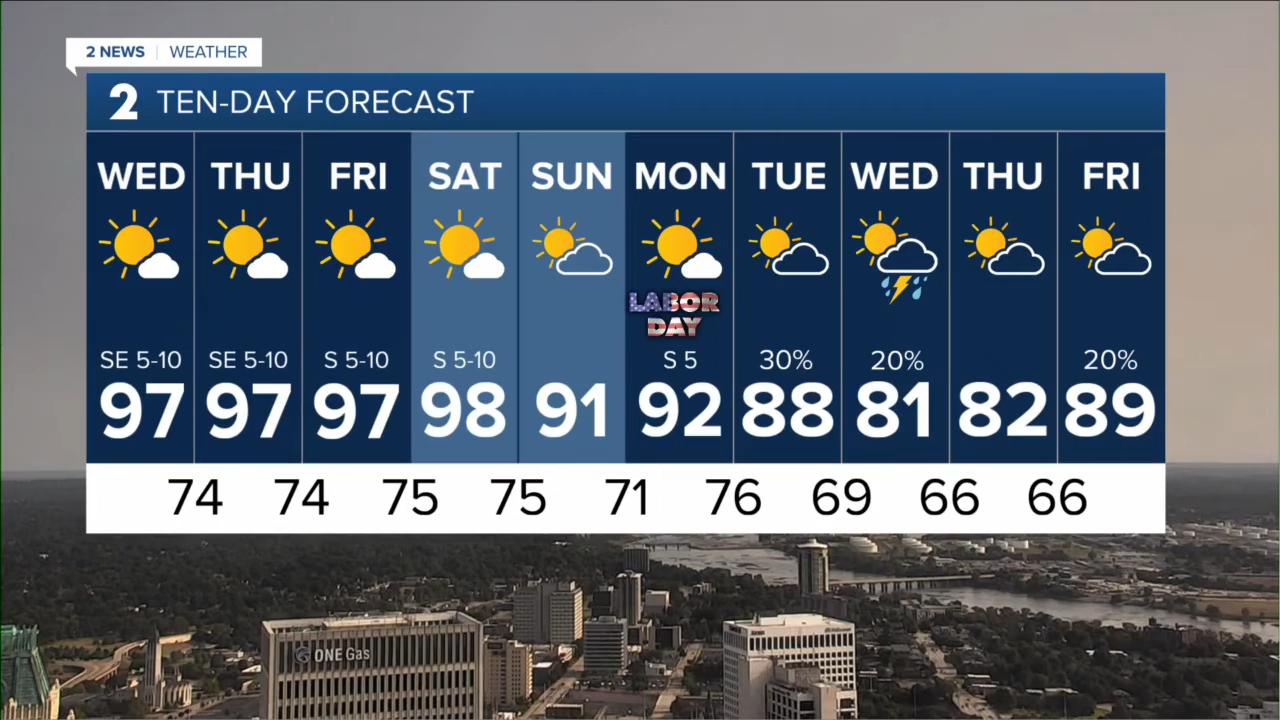 2 NEWS | WEATHER
2 TEN-DAY FORECAST
WED THU FRI SAT SUN MON TUE WED THU FRI
LABOR
DAY
SE 5-10 SE 5-10 S 5-10 S 5-10 S 5 30% 20% 20%
97 97 97 98 91 92 88 81 82 89
74 74 75 75 71 76 69 66 66
ONE Gas